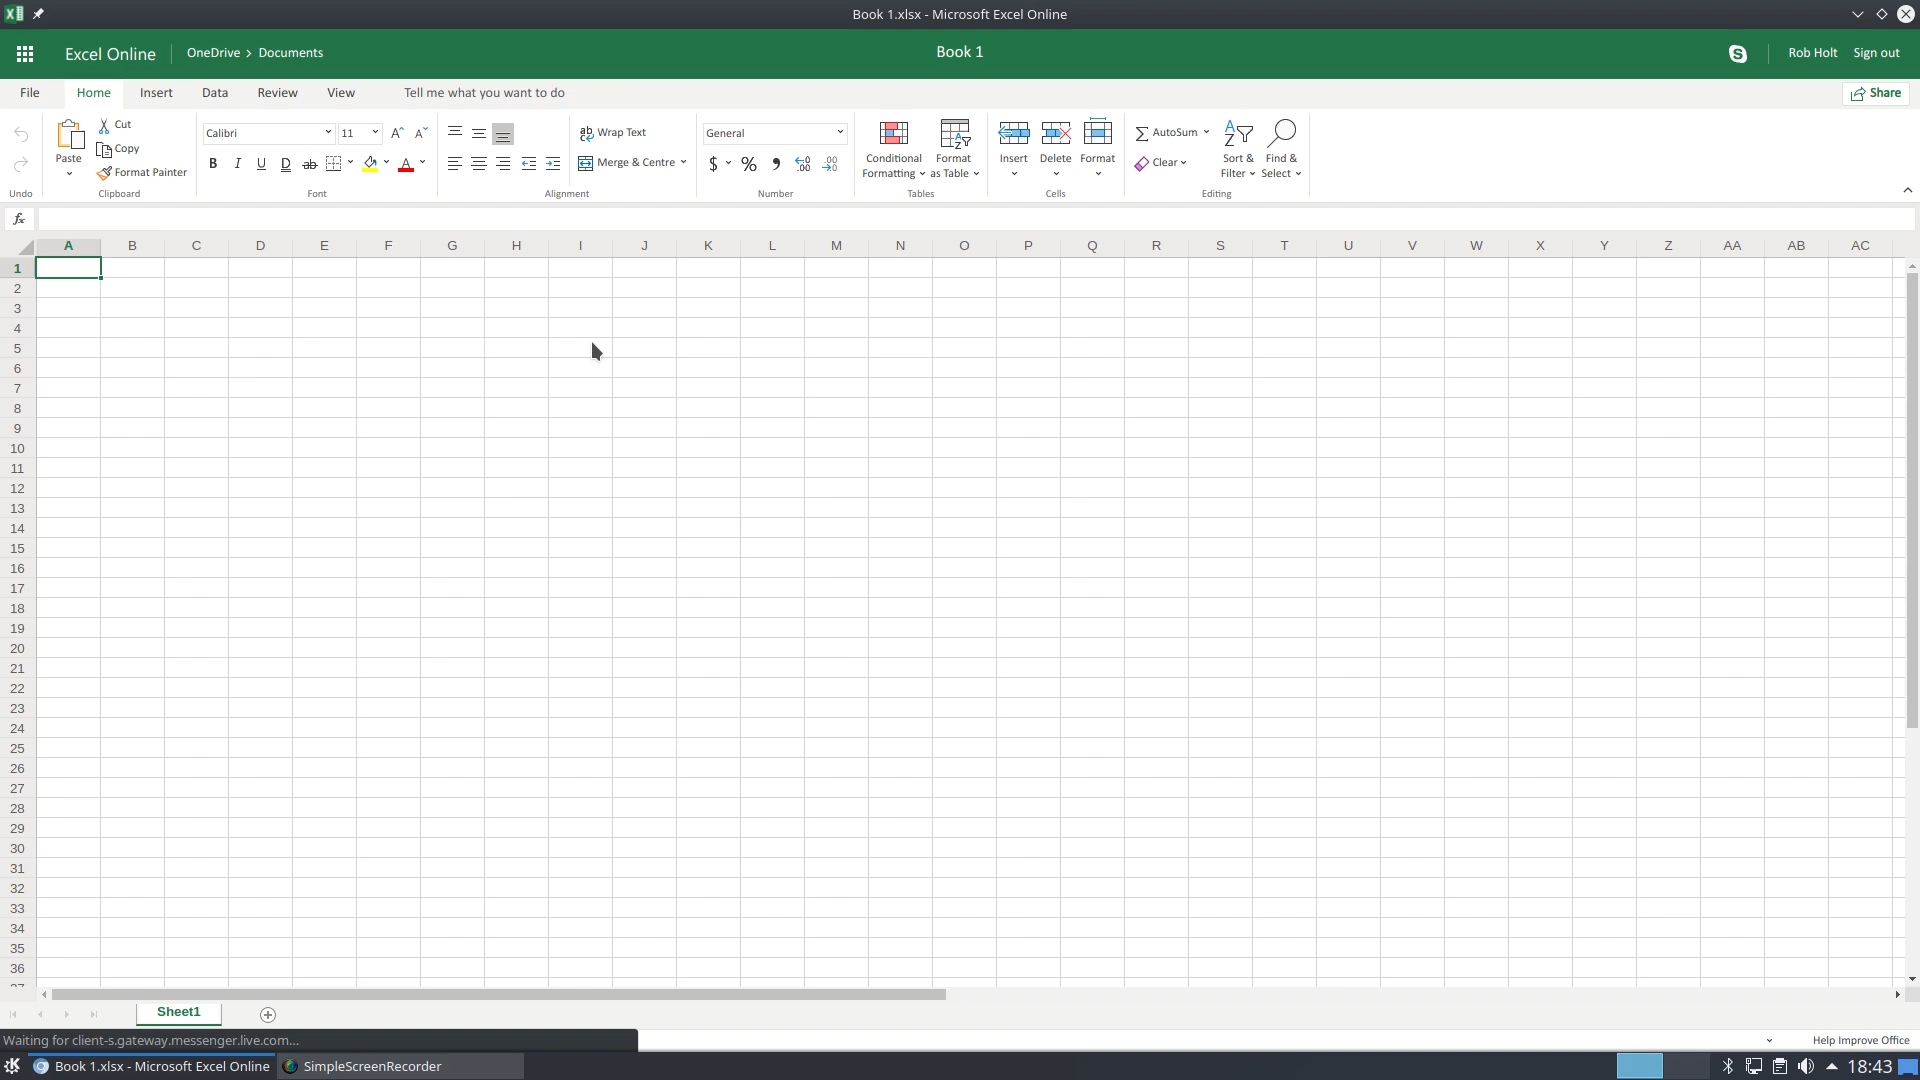 Book 1.xlsx - Microsoft Excel Online
Excel Online
OneDrive > Documents
Book 1
Rob Holt
Sign out
File
Home
Insert
Data
Review
View
Tell me what you want to do
Share
Undo
Paste
Cut
Copy
Format Painter
Clipboard
Calibri
11
B I U D ab
A
Font
Wrap Text
Merge & Centre
Alignment
General
$ % , .00 .00
Number
Conditional Formatting
Format as Table
Tables
Insert
Delete
Format
Cells
AutoSum
Clear
Sort & Filter
Find & Select
Editing
fx
A B C D E F G H I J K L M N O P Q R S T U V W X Y Z AA AB AC
1
2
3
4
5
6
7
8
9
10
11
12
13
14
15
16
17
18
19
20
21
22
23
24
25
26
27
28
29
30
31
32
33
34
35
36
Sheet1
Waiting for client-s.gateway.messenger.live.com...
Help Improve Office
Book 1.xlsx - Microsoft Excel Online
SimpleScreenRecorder
18:43